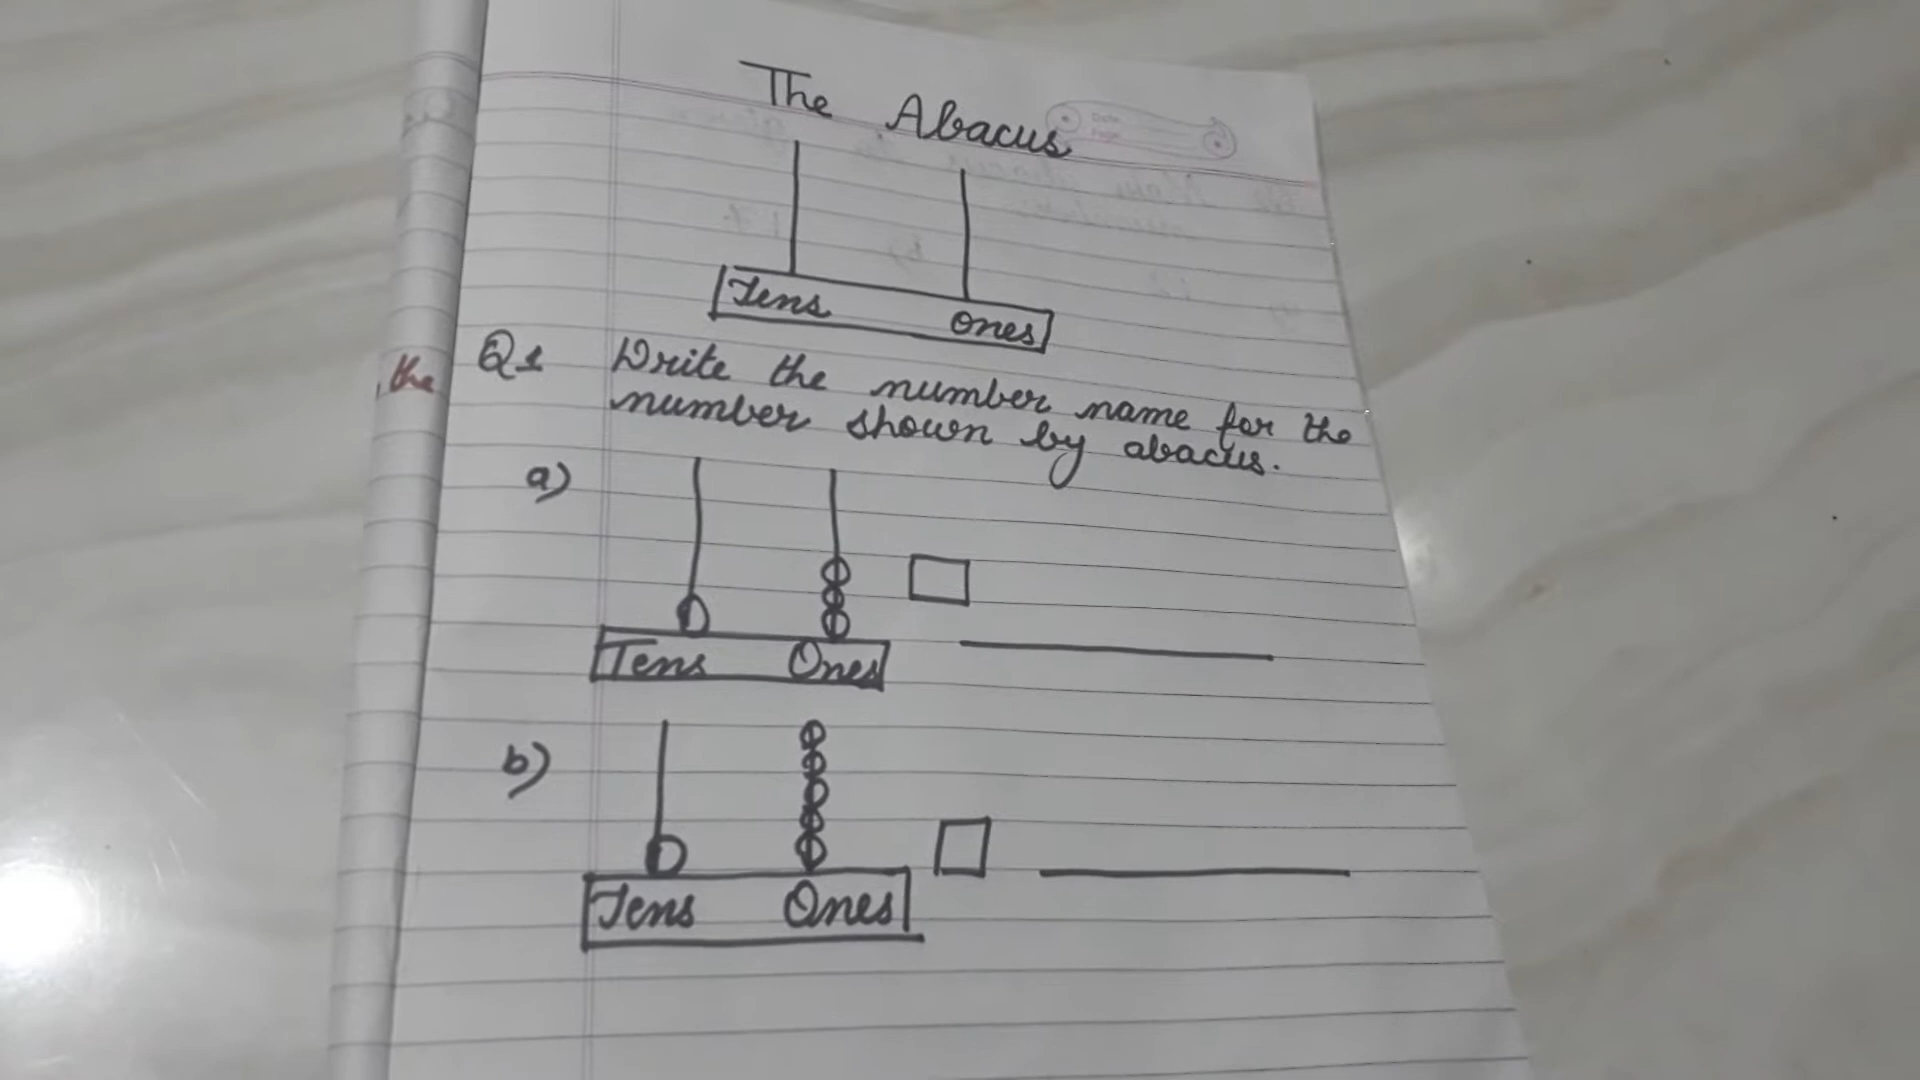 The Abacus
Tens Ones
the
Q1 Write the number name for the
number shown by abacus.
a)
Tens Ones
b)
Tens Ones